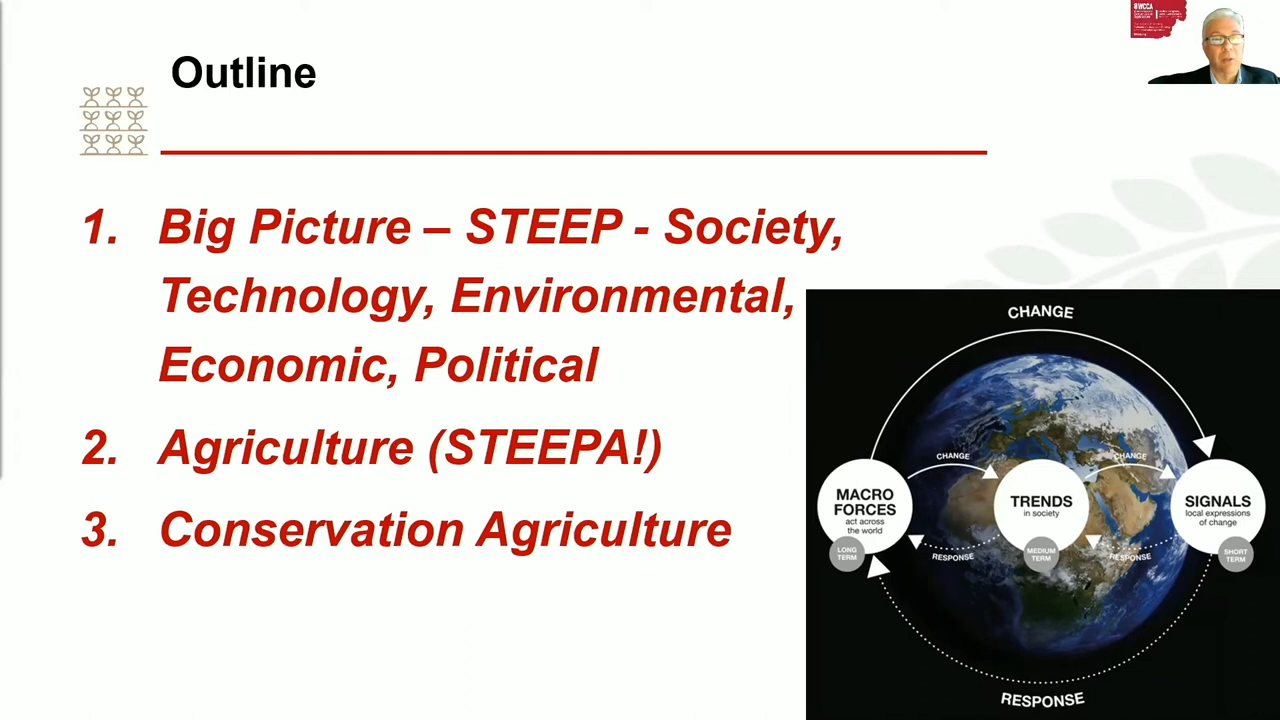 Outline
1. Big Picture – STEEP - Society,
Technology, Environmental,
Economic, Political
2. Agriculture (STEEPA!)
3. Conservation Agriculture
8WCCA
CHANGE
CHANGE
CHANGE
MACRO
FORCES
act across
the world
LONG
TERM
TRENDS
in society
MEDIUM
TERM
SIGNALS
local expressions
of change
SHORT
TERM
RESPONSE
RESPONSE
RESPONSE